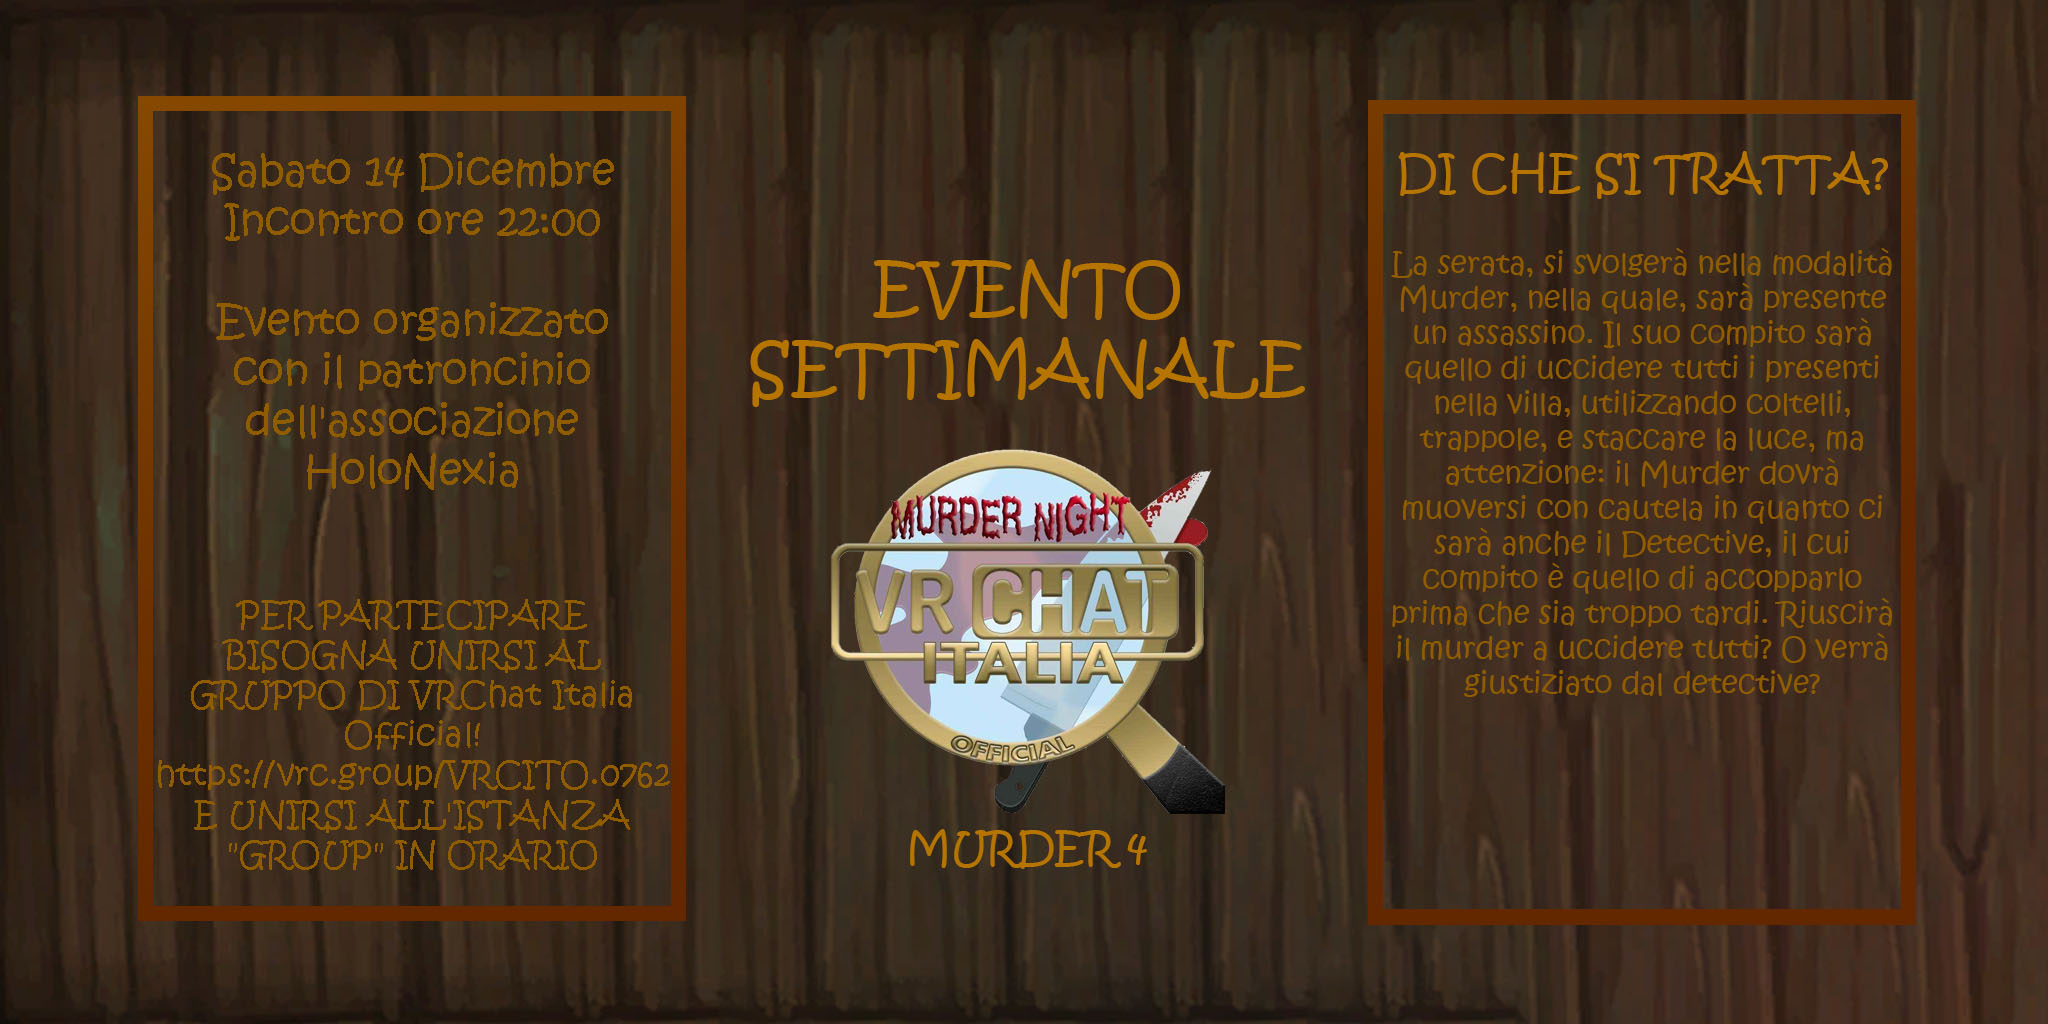 Sabato 14 Dicembre
Incontro ore 22:00
Evento organizzato
con il patroncinio
dell'associazione
HoloNexia
PER PARTECIPARE
BISOGNA UNIRSI AL
GRUPPO DI VRChat Italia
Official!
https://vrc.group/VRCITO.0762
E UNIRSI ALL'ISTANZA
"GROUP" IN ORARIO
EVENTO
SETTIMANALE
MURDER NIGHT
VR CHAT
ITALIA
OFFICIAL
MURDER 4
DI CHE SI TRATTA?
La serata, si svolgerà nella modalità
Murder, nella quale, sarà presente
un assassino. Il suo compito sarà
quello di uccidere tutti i presenti
nella villa, utilizzando coltelli,
trappole, e staccare la luce, ma
attenzione: il Murder dovrà
muoversi con cautela in quanto ci
sarà anche il Detective, il cui
compito è quello di accopparlo
prima che sia troppo tardi. Riuscirà
il murder a uccidere tutti? O verrà
giustiziato dal detective?